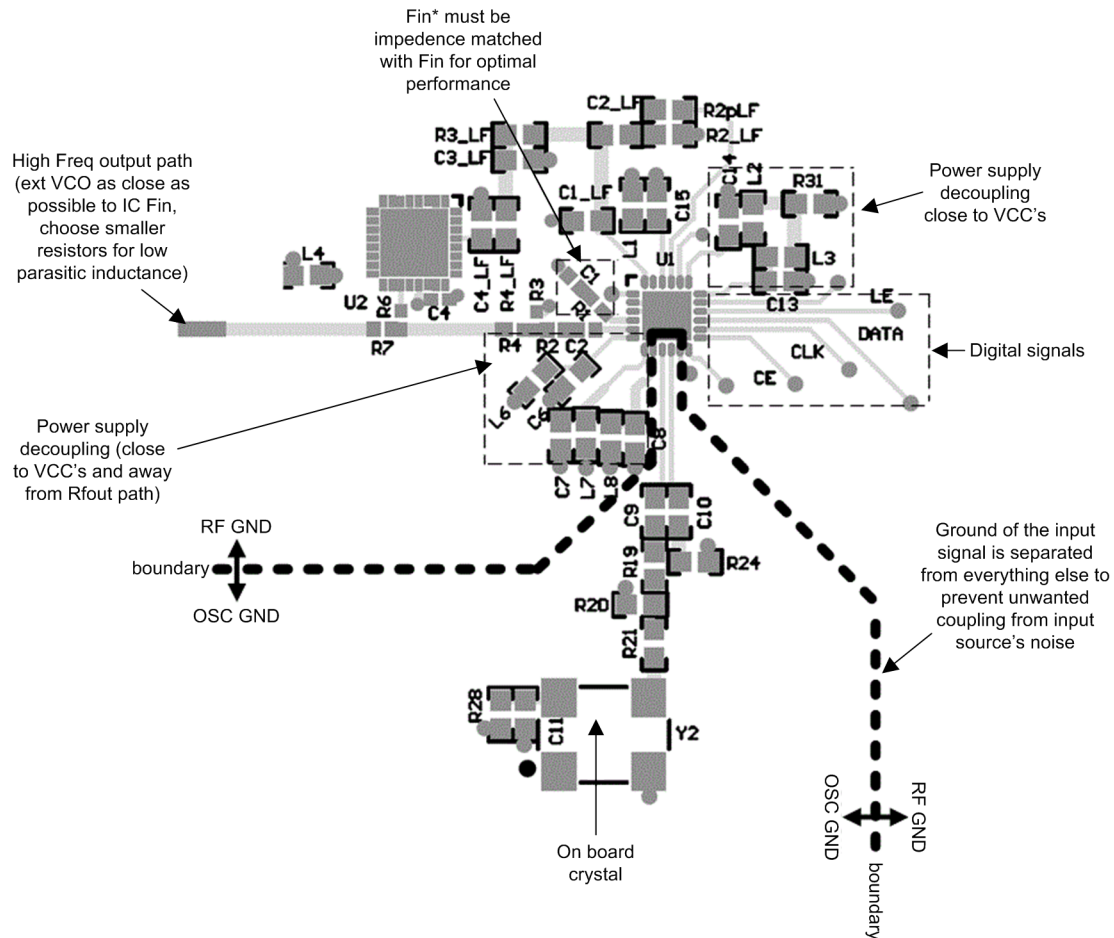 Fin* must be
impedence matched
with Fin for optimal
performance
High Freq output path
(ext VCO as close as
possible to IC Fin,
choose smaller
resistors for low
parasitic inductance)
Power supply
decoupling
close to VCC's
Digital signals
Power supply
decoupling (close
to VCC's and away
from Rfout path)
Ground of the input
signal is separated
from everything else to
prevent unwanted
coupling from input
source's noise
On board
crystal
RF GND
boundary
OSC GND
OSC GND
RF GND
boundary
C2_LF
R2pLF
R3_LF
R2_LF
C3_LF
C1_LF
C15
C14
L2
R31
L4
L1
U1
L3
C4_LF
R4_LF
C1
U2
R6
C4
R3
C13
LE
DATA
R7
R4
R2
C2
CLK
CE
L6
C6
C8
C7
L7
L8
C9
C10
R19
R24
R20
R21
R28
C11
Y2